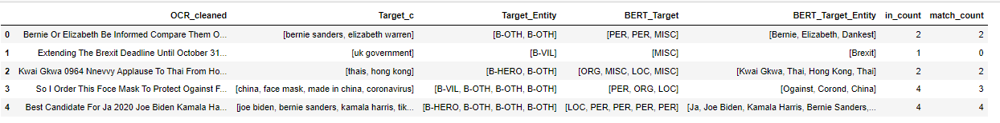 OCR_cleaned Target_c Target_Entity BERT_Target BERT_Target_Entity in_count match_count
0 Bernie Or Elizabeth Be Informed Compare Them O... [bernie sanders, elizabeth warren] [B-OTH, B-OTH] [PER, PER, MISC] [Bernie, Elizabeth, Dankest] 2 2
1 Extending The Brexit Deadline Until October 31... [uk government] [B-VIL] [MISC] [Brexit] 1 0
2 Kwai Gkwa 0964 Nnevvy Applause To Thai From Ho... [thais, hong kong] [B-HERO, B-OTH] [ORG, MISC, LOC, MISC] [Kwai Gkwa, Thai, Hong Kong, Thai] 2 2
3 So I Order This Foce Mask To Protect Ogainst F... [china, face mask, made in china, coronavirus] [B-VIL, B-OTH, B-OTH, B-OTH] [PER, ORG, LOC] [Ogainst, Corond, China] 4 3
4 Best Candidate For Ja 2020 Joe Biden Kamala Ha... [joe biden, bernie sanders, kamala harris, tik... [B-HERO, B-OTH, B-OTH, B-OTH] [LOC, PER, PER, PER, PER] [Ja, Joe Biden, Kamala Harris, Bernie Sanders,... 4 4